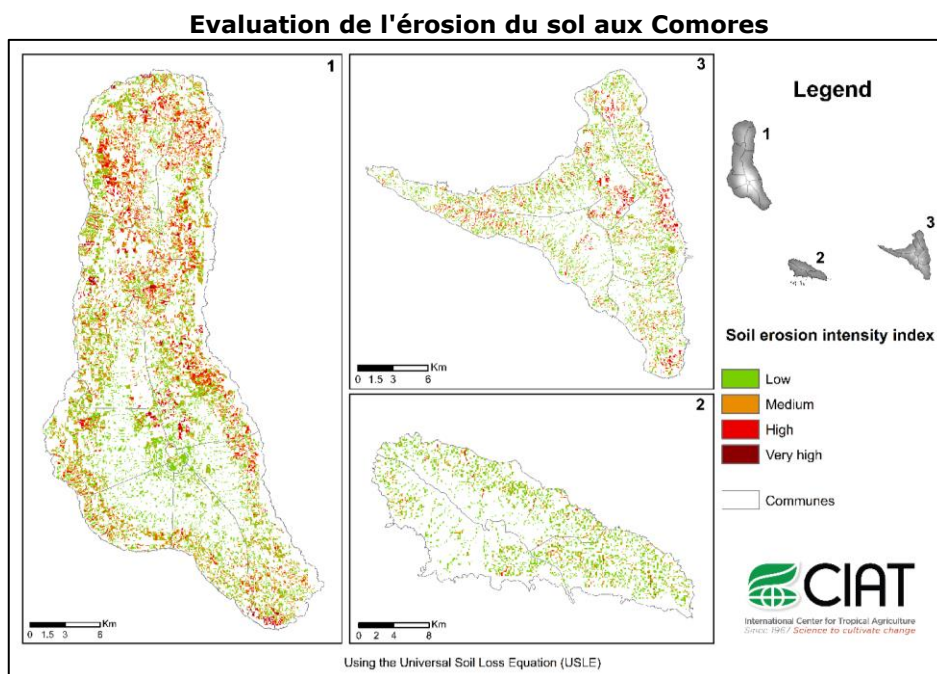 Evaluation de l'érosion du sol aux Comores
1
Km
0 1.5 3 6
3
Km
0 1.5 3 6
2
Km
0 2 4 8
Legend
1
2
3
Soil erosion intensity index
Low
Medium
High
Very high
Communes
CIAT
International Center for Tropical Agriculture
Since 1967 Science to cultivate change
Using the Universal Soil Loss Equation (USLE)